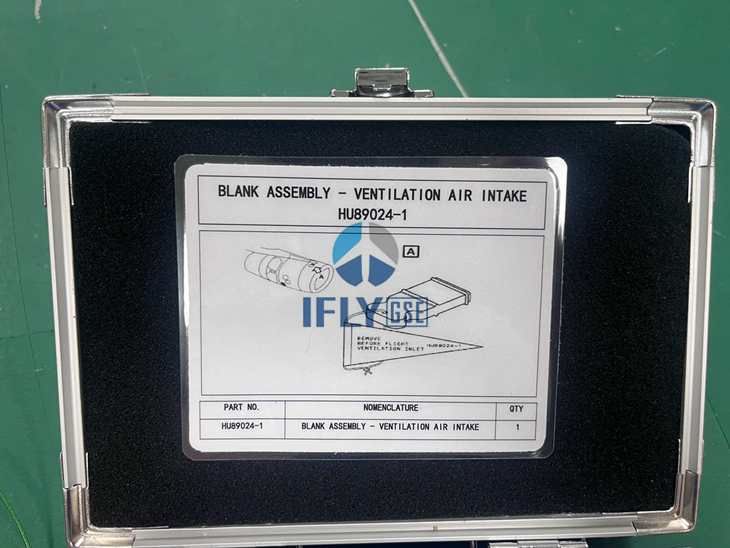 BLANK ASSEMBLY - VENTILATION AIR INTAKE
HU89024-1
A
A
IFLY GSE
REMOVE
BEFORE FLIGHT HU89024-1
VENTILATION INLET
PART NO. NOMENCLATURE QTY
HU89024-1 BLANK ASSEMBLY - VENTILATION AIR INTAKE 1